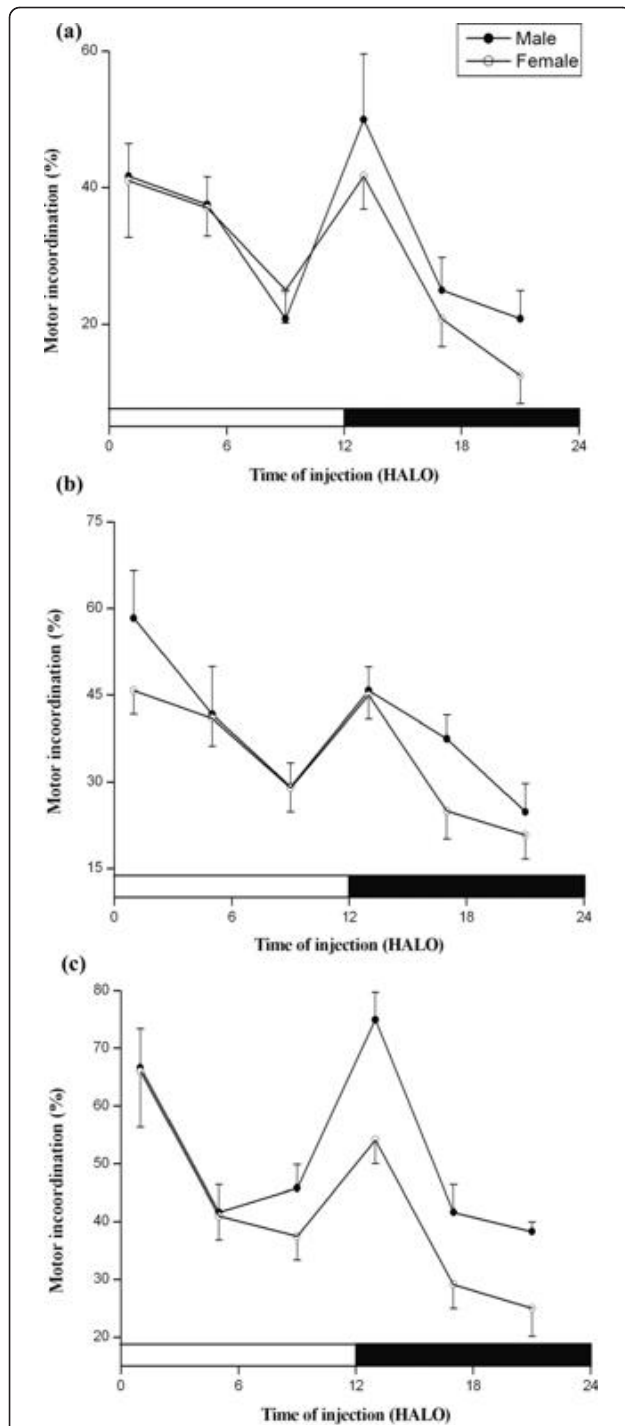 (a)
Male
Female
60
40
20
Motor incoordination (%)
0 6 12 18 24
Time of injection (HALO)
(b)
75
60
45
30
15
Motor incoordination (%)
0 6 12 18 24
Time of injection (HALO)
(c)
80
70
60
50
40
30
20
Motor incoordination (%)
0 6 12 18 24
Time of injection (HALO)